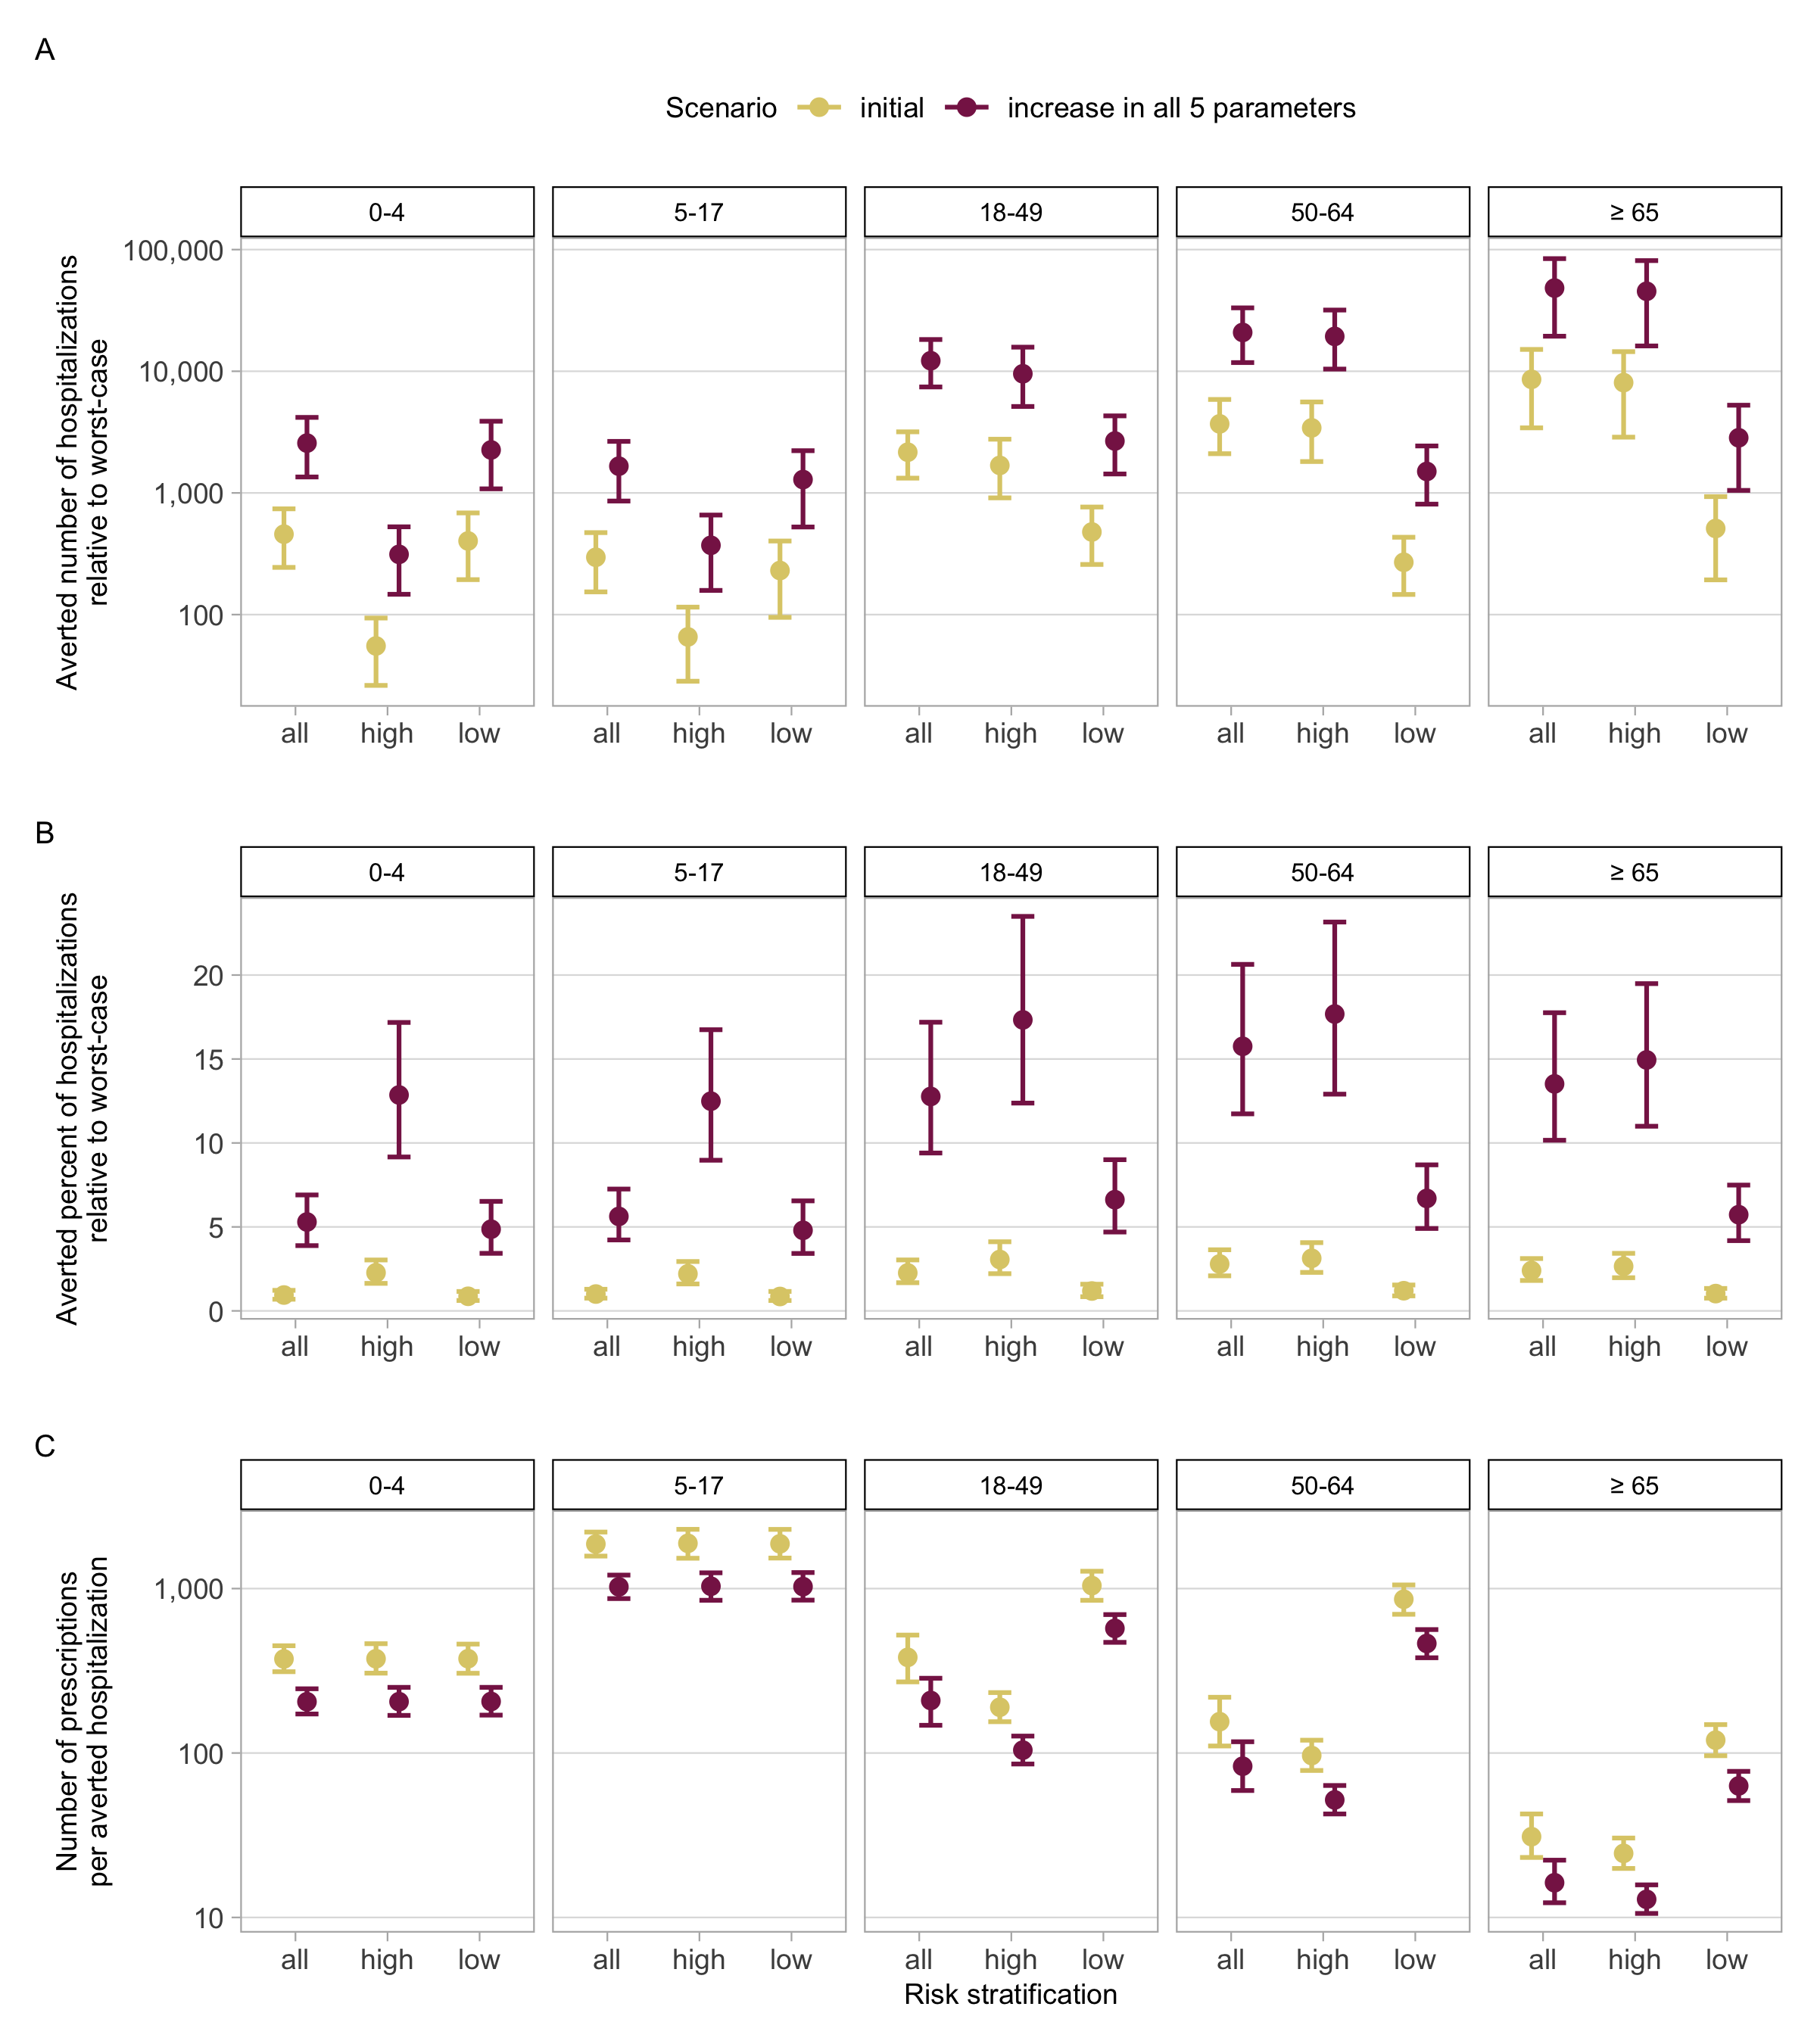 A
Scenario initial increase in all 5 parameters
0-4 5-17 18-49 50-64 ≥ 65
Averted number of hospitalizations
relative to worst-case
100,000
10,000
1,000
100
all high low all high low all high low all high low all high low
B
0-4 5-17 18-49 50-64 ≥ 65
Averted percent of hospitalizations
relative to worst-case
20
15
10
5
0
all high low all high low all high low all high low all high low
C
0-4 5-17 18-49 50-64 ≥ 65
Number of prescriptions
per averted hospitalization
1,000
100
10
all high low all high low all high low all high low all high low
Risk stratification